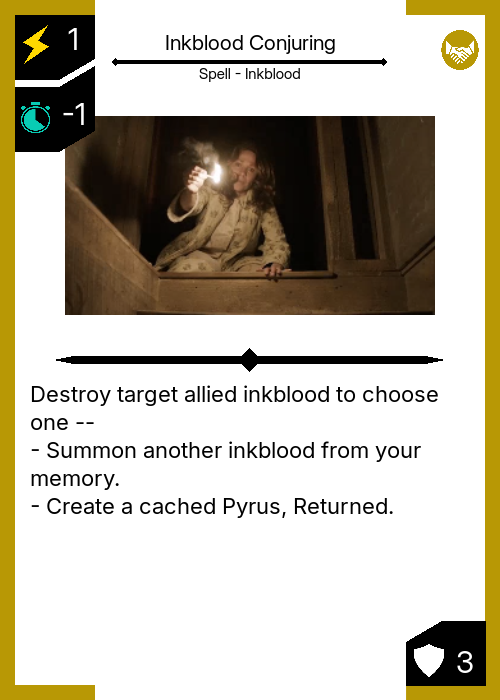 1
Inkblood Conjuring
Spell - Inkblood
-1
Destroy target allied inkblood to choose
one --
- Summon another inkblood from your
memory.
- Create a cached Pyrus, Returned.
3